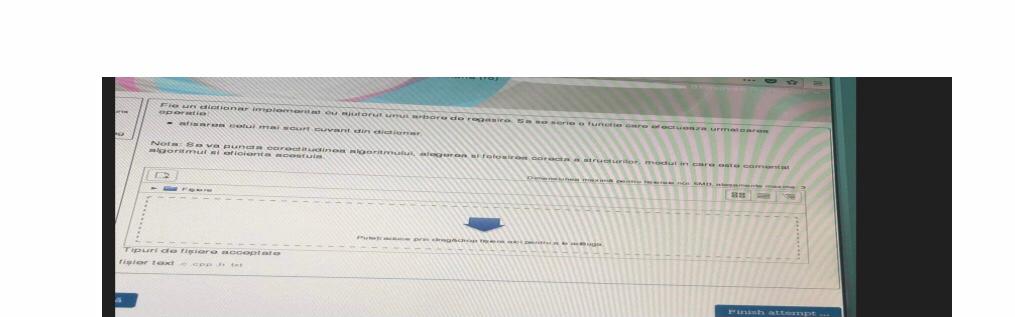 Fie un dictionar implementat cu ajutorul unui arbore de regasire. Sa se scrie o functie care efectueaza urmatoarea
operatie:
afisarea celui mai scurt cuvant din dictionar.
Nota: Se va puncta corectitudinea algoritmului, alegerea si folosirea corecta a structurilor, modul in care este comentat
algoritmul si eficienta acestuia.
Dimensiunea maximă pentru fișierele noi: 5MB, atașamente maxime: 3
Fișiere
Puteți aduce prin drag&drop fișiere aici pentru a le adăuga.
Tipuri de fișiere acceptate
fișier text .c .cpp .h .txt
Finish attempt ...